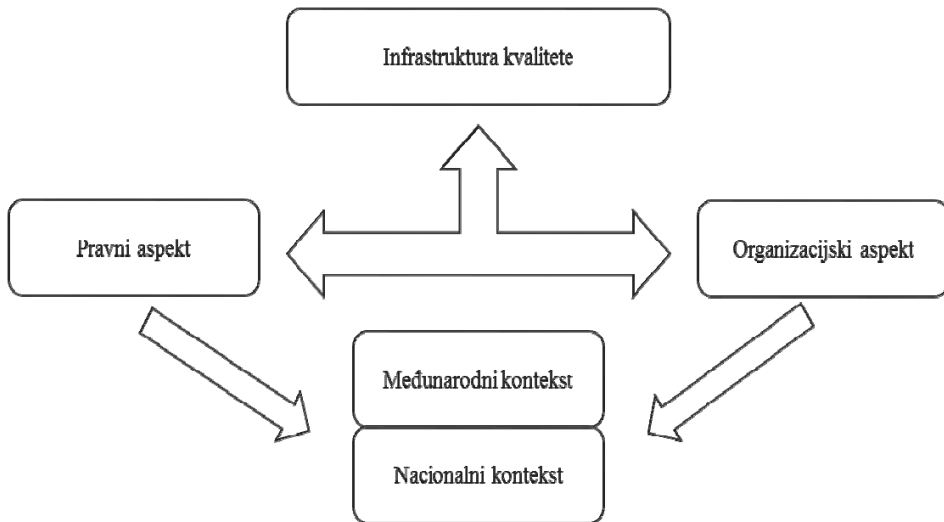 Infrastruktura kvalitete
Pravni aspekt
Organizacijski aspekt
Međunarodni kontekst
Nacionalni kontekst